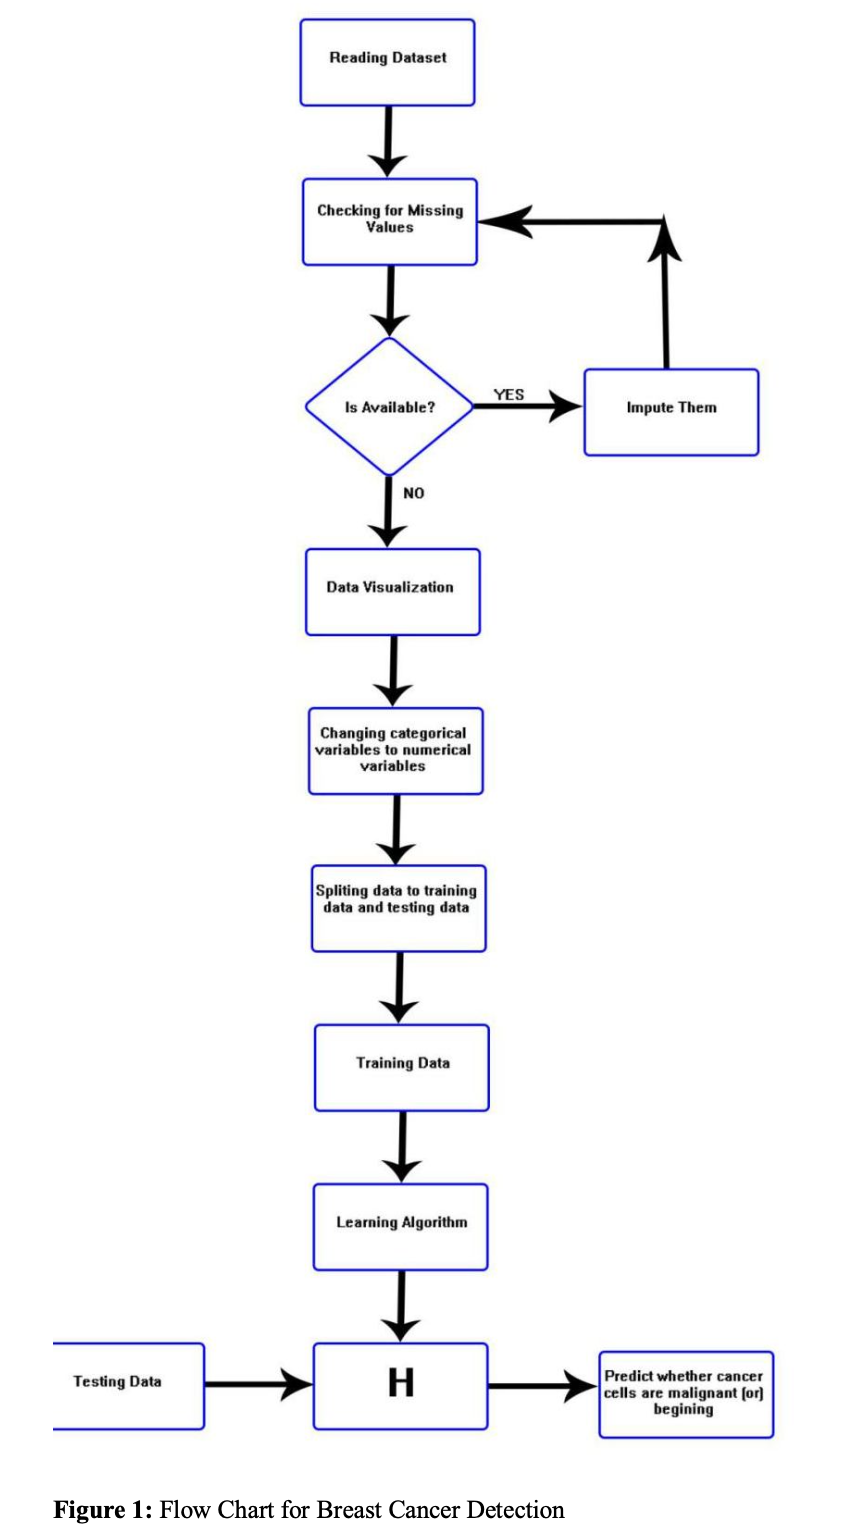 Reading Dataset
Checking for Missing
Values
Is Available?
YES
Impute Them
NO
Data Visualization
Changing categorical
variables to numerical
variables
Spliting data to training
data and testing data
Training Data
Learning Algorithm
Testing Data
H
Predict whether cancer
cells are malignant (or)
begining
Figure 1: Flow Chart for Breast Cancer Detection